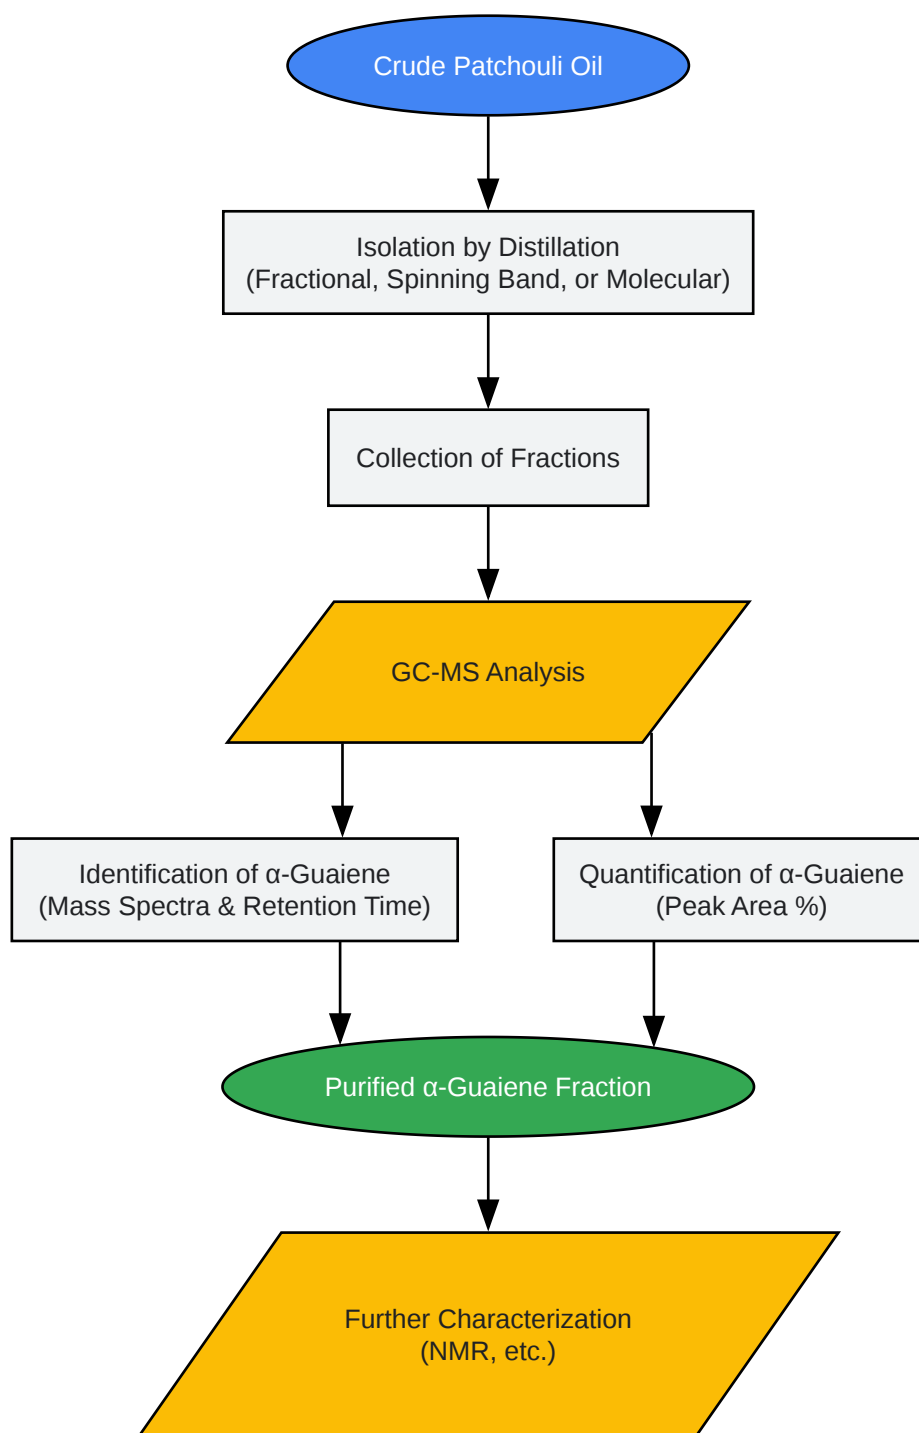 Crude Patchouli Oil
Isolation by Distillation
(Fractional, Spinning Band, or Molecular)
Collection of Fractions
GC-MS Analysis
Identification of α-Guaiene
(Mass Spectra & Retention Time)
Quantification of α-Guaiene
(Peak Area %)
Purified α-Guaiene Fraction
Further Characterization
(NMR, etc.)